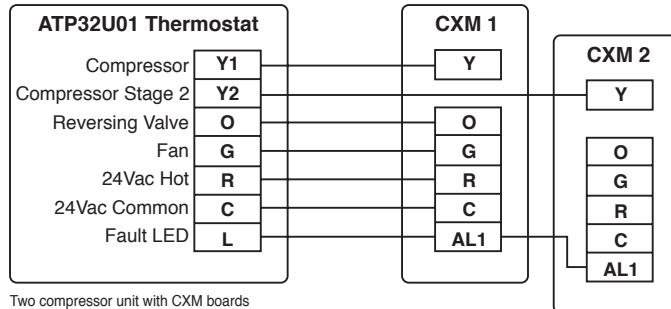 ATP32U01 Thermostat
CXM 1
CXM 2
Compressor Y1 Y
Compressor Stage 2 Y2 Y
Reversing Valve O O O
Fan G G G
24Vac Hot R R R
24Vac Common C C C
Fault LED L AL1 AL1
Two compressor unit with CXM boards